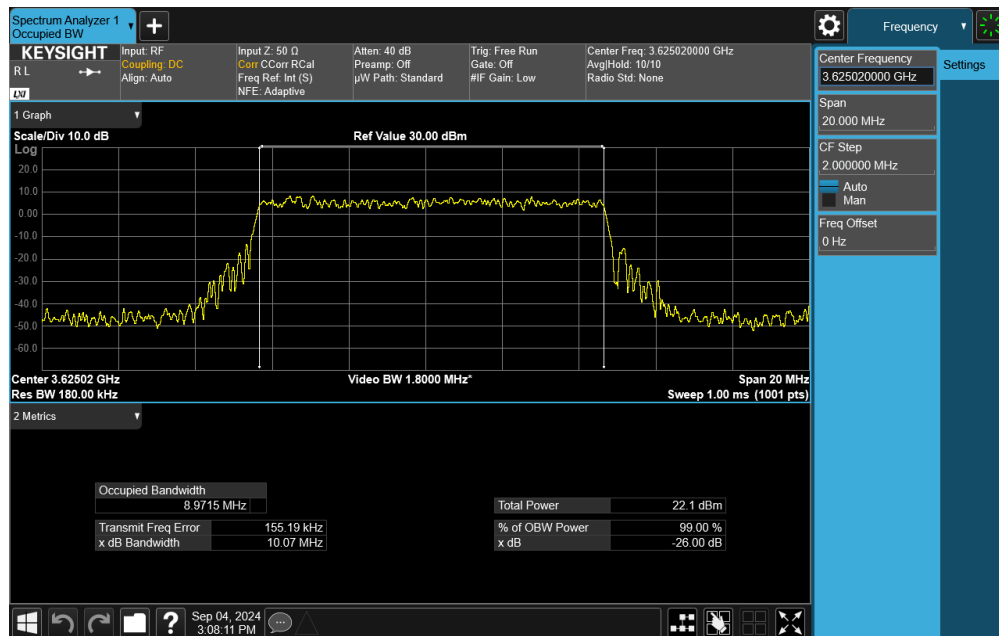 Spectrum Analyzer 1
Occupied BW
+
Frequency
KEYSIGHT
R L
LXI
Input: RF
Coupling: DC
Align: Auto
Input Z: 50 Ω
Corr CCorr RCal
Freq Ref: Int (S)
NFE: Adaptive
Atten: 40 dB
Preamp: Off
µW Path: Standard
Trig: Free Run
Gate: Off
#IF Gain: Low
Center Freq: 3.625020000 GHz
Avg|Hold: 10/10
Radio Std: None
Center Frequency
3.625020000 GHz
Settings
Span
20.000 MHz
CF Step
2.000000 MHz
Auto
Man
Freq Offset
0 Hz
1 Graph
Scale/Div 10.0 dB
Ref Value 30.00 dBm
Log
20.0
10.0
0.00
-10.0
-20.0
-30.0
-40.0
-50.0
-60.0
Center 3.62502 GHz
Video BW 1.8000 MHz*
Span 20 MHz
Res BW 180.00 kHz
Sweep 1.00 ms (1001 pts)
2 Metrics
Occupied Bandwidth
8.9715 MHz
Total Power 22.1 dBm
Transmit Freq Error 155.19 kHz
% of OBW Power 99.00 %
x dB Bandwidth 10.07 MHz
x dB -26.00 dB
?
Sep 04, 2024
3:08:11 PM